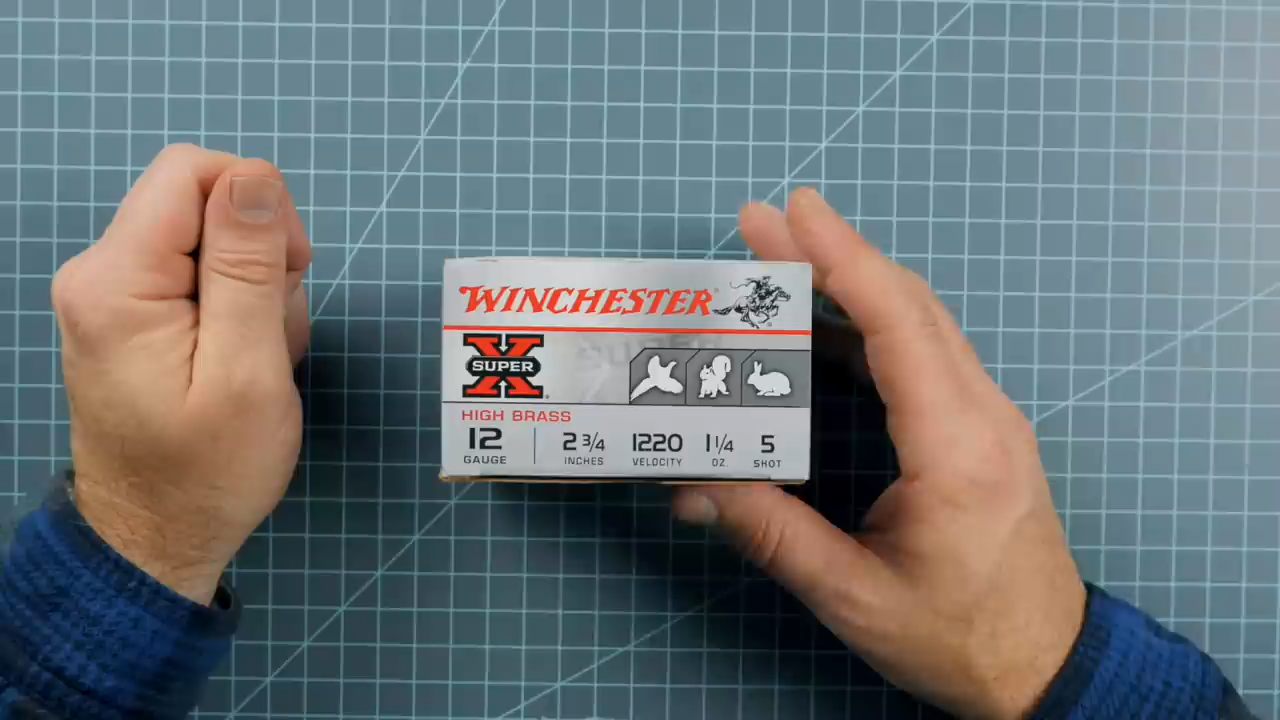 WINCHESTER
SUPER X
HIGH BRASS
12 2 3/4 1220 1 1/4 5
GAUGE INCHES VELOCITY OZ. SHOT